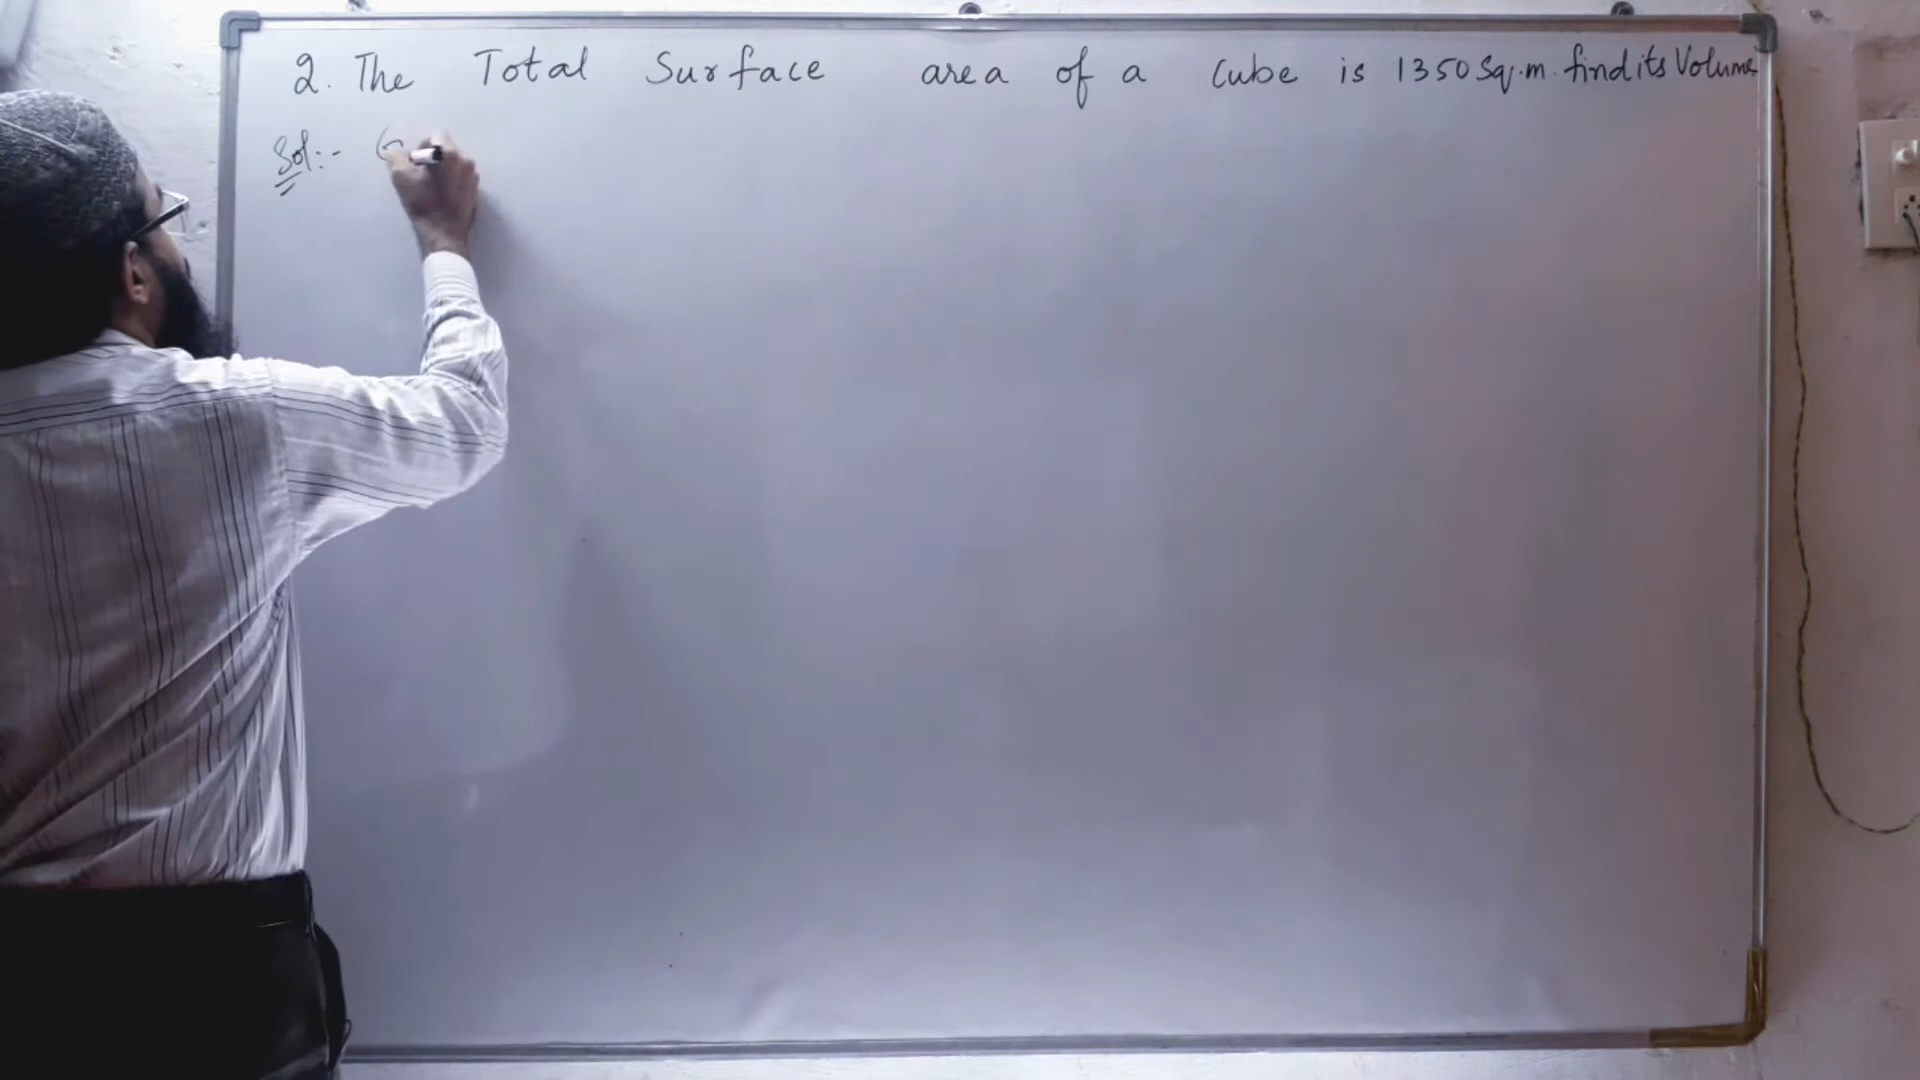 2. The Total Surface area of a Cube is 1350 Sq.m. find its Volume
Sol:- G